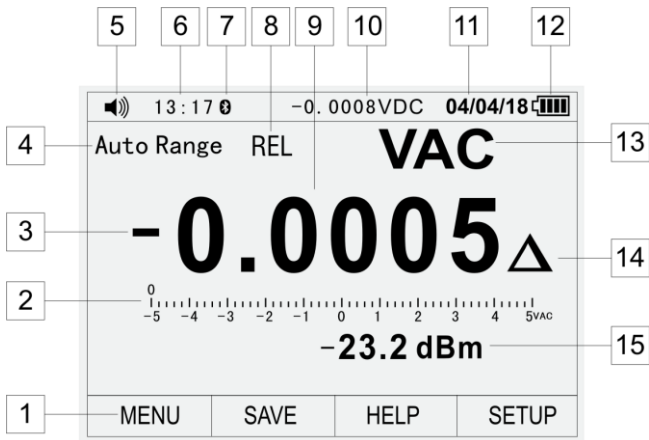 5 6 7 8 9 10 11 12
13:17 -0.0008VDC 04/04/18
4 Auto Range REL VAC 13
3 -0.0005Δ 14
0
2
-5 -4 -3 -2 -1 0 1 2 3 4 5VAC
-23.2 dBm 15
1 MENU SAVE HELP SETUP